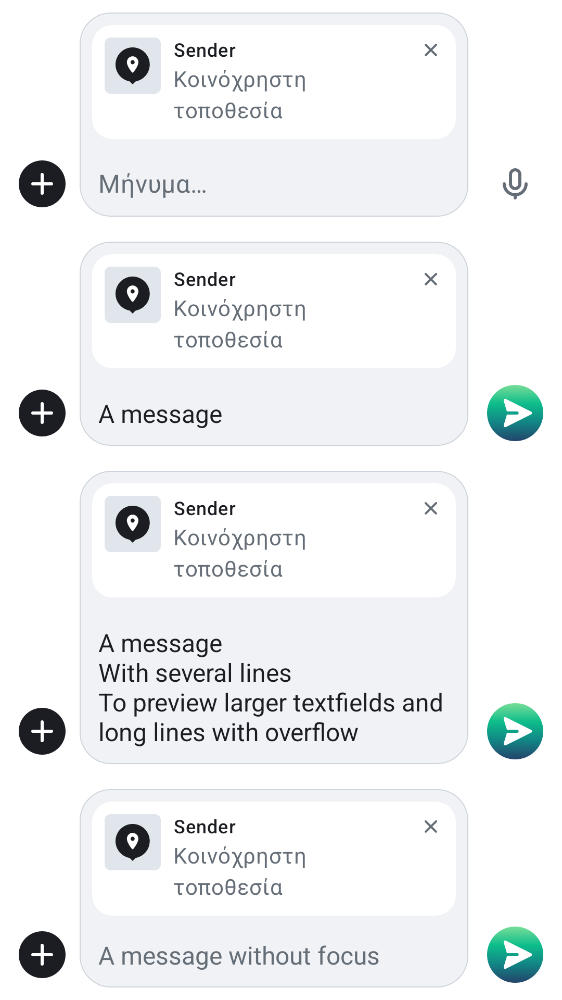 Sender
Κοινόχρηστη
τοποθεσία
Μήνυμα…
Sender
Κοινόχρηστη
τοποθεσία
A message
Sender
Κοινόχρηστη
τοποθεσία
A message
With several lines
To preview larger textfields and
long lines with overflow
Sender
Κοινόχρηστη
τοποθεσία
A message without focus